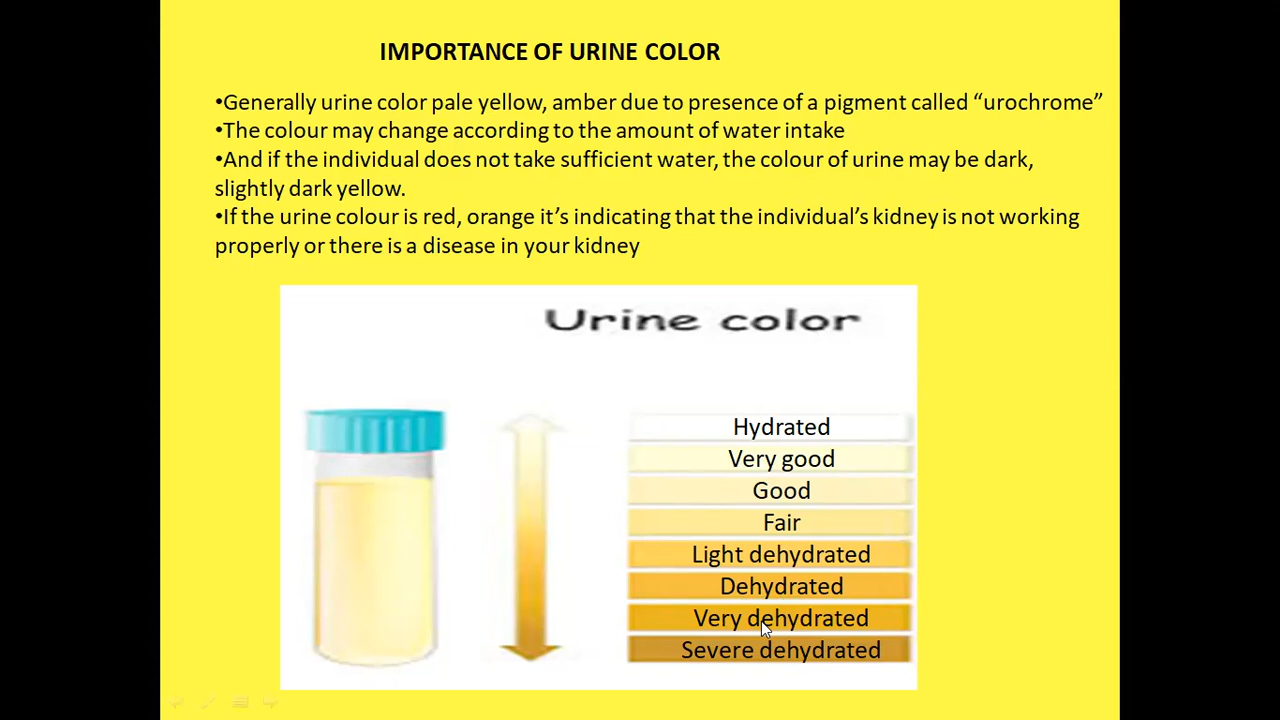 IMPORTANCE OF URINE COLOR
•Generally urine color pale yellow, amber due to presence of a pigment called “urochrome”
•The colour may change according to the amount of water intake
•And if the individual does not take sufficient water, the colour of urine may be dark,
slightly dark yellow.
•If the urine colour is red, orange it’s indicating that the individual’s kidney is not working
properly or there is a disease in your kidney
Urine color
Hydrated
Very good
Good
Fair
Light dehydrated
Dehydrated
Very dehydrated
Severe dehydrated